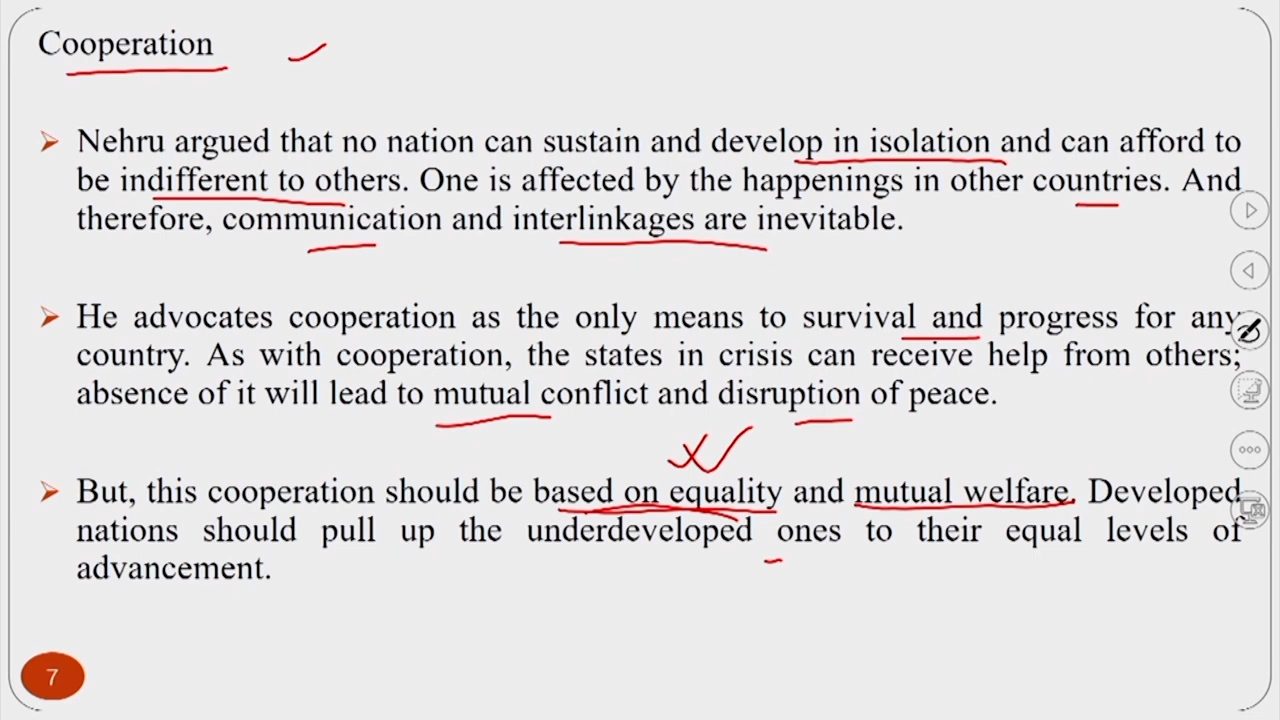 Cooperation
Nehru argued that no nation can sustain and develop in isolation and can afford to
be indifferent to others. One is affected by the happenings in other countries. And
therefore, communication and interlinkages are inevitable.
He advocates cooperation as the only means to survival and progress for any
country. As with cooperation, the states in crisis can receive help from others;
absence of it will lead to mutual conflict and disruption of peace.
But, this cooperation should be based on equality and mutual welfare. Developed
nations should pull up the underdeveloped ones to their equal levels of
advancement.
7